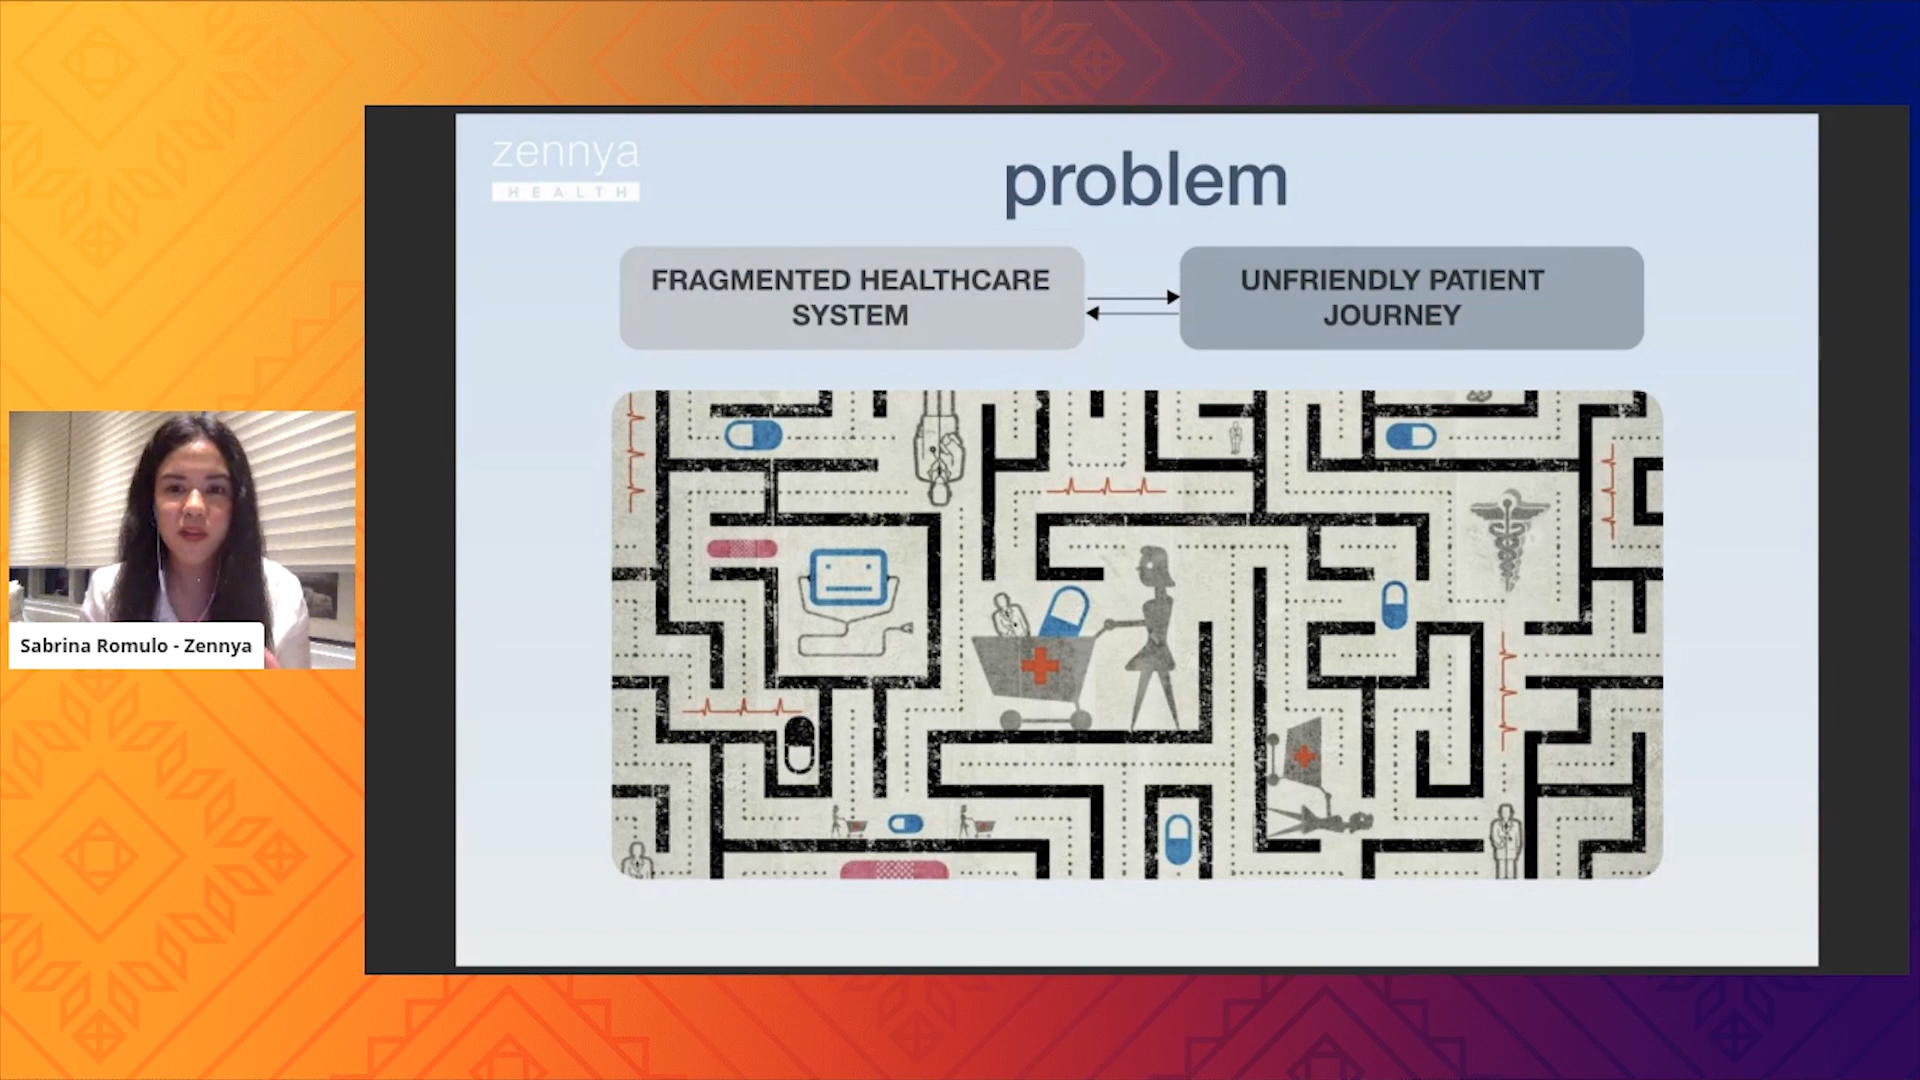 zennya
HEALTH
problem
FRAGMENTED HEALTHCARE
SYSTEM
UNFRIENDLY PATIENT
JOURNEY
Sabrina Romulo - Zennya